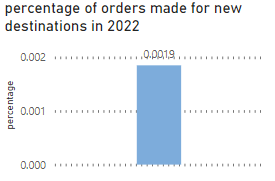 percentage of orders made for new
destinations in 2022
0.0019
0.002
0.001
0.000
percentage